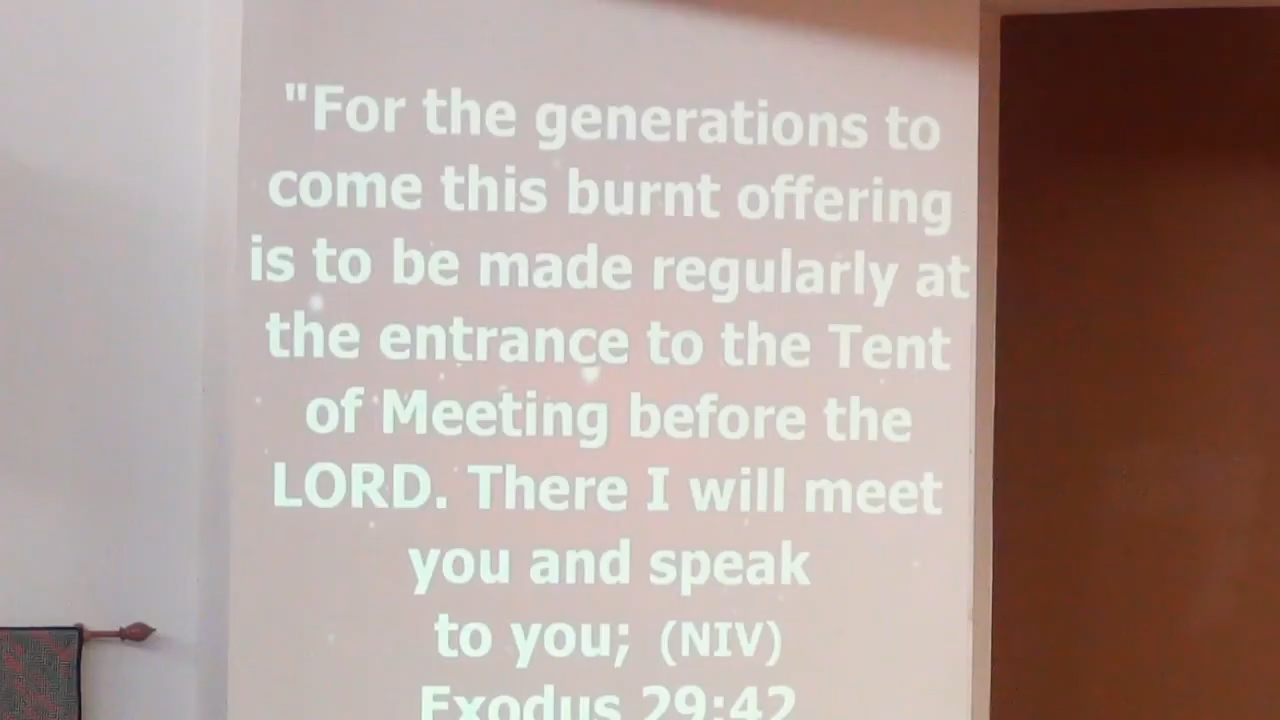 "For the generations to
come this burnt offering
is to be made regularly at
the entrance to the Tent
of Meeting before the
LORD. There I will meet
you and speak
to you; (NIV)
Exodus 29:42